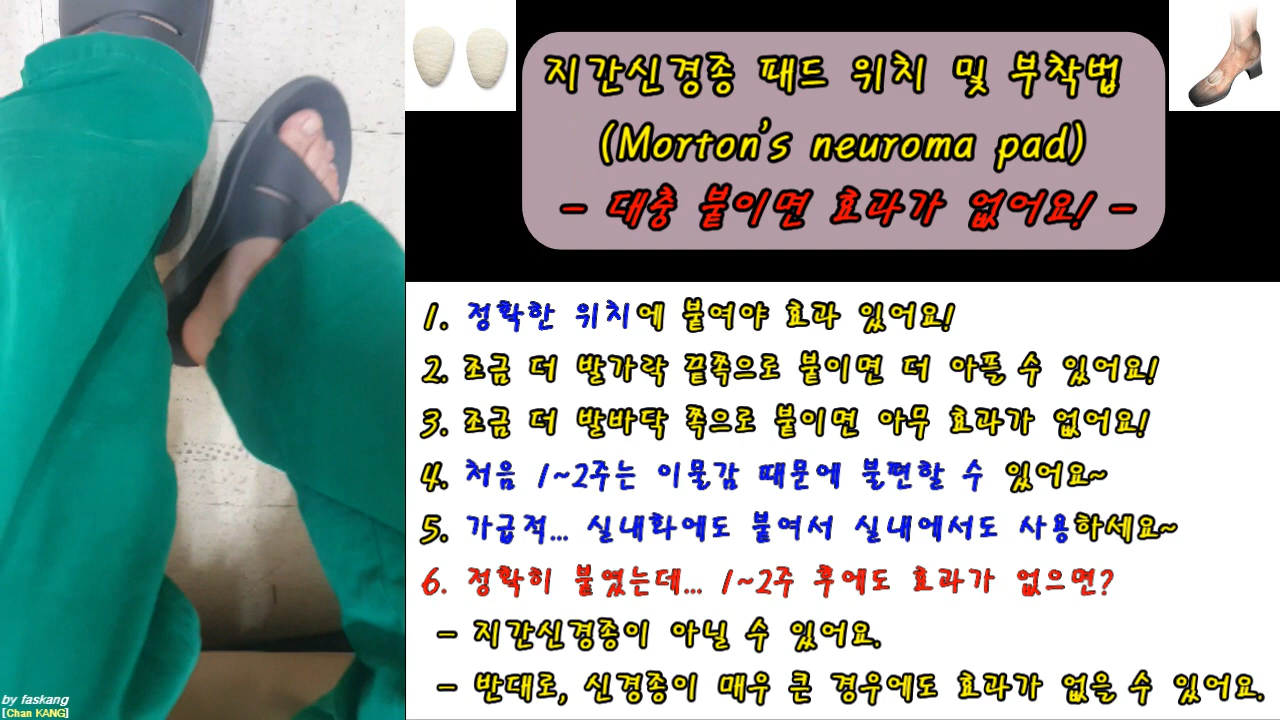 지간신경종 패드 위치 및 부착법
(Morton's neuroma pad)
- 대충 붙이면 효과가 없어요! -
1. 정확한 위치에 붙여야 효과 있어요!
2. 조금 더 발가락 끝쪽으로 붙이면 더 아플 수 있어요!
3. 조금 더 발바닥 쪽으로 붙이면 아무 효과가 없어요!
4. 처음 1~2주는 이물감 때문에 불편할 수 있어요~
5. 가급적... 실내화에도 붙여서 실내에서도 사용하세요~
6. 정확히 붙였는데... 1~2주 후에도 효과가 없으면?
- 지간신경종이 아닐 수 있어요.
- 반대로, 신경종이 매우 큰 경우에도 효과가 없을 수 있어요.
by faskang
[Chan KANG]